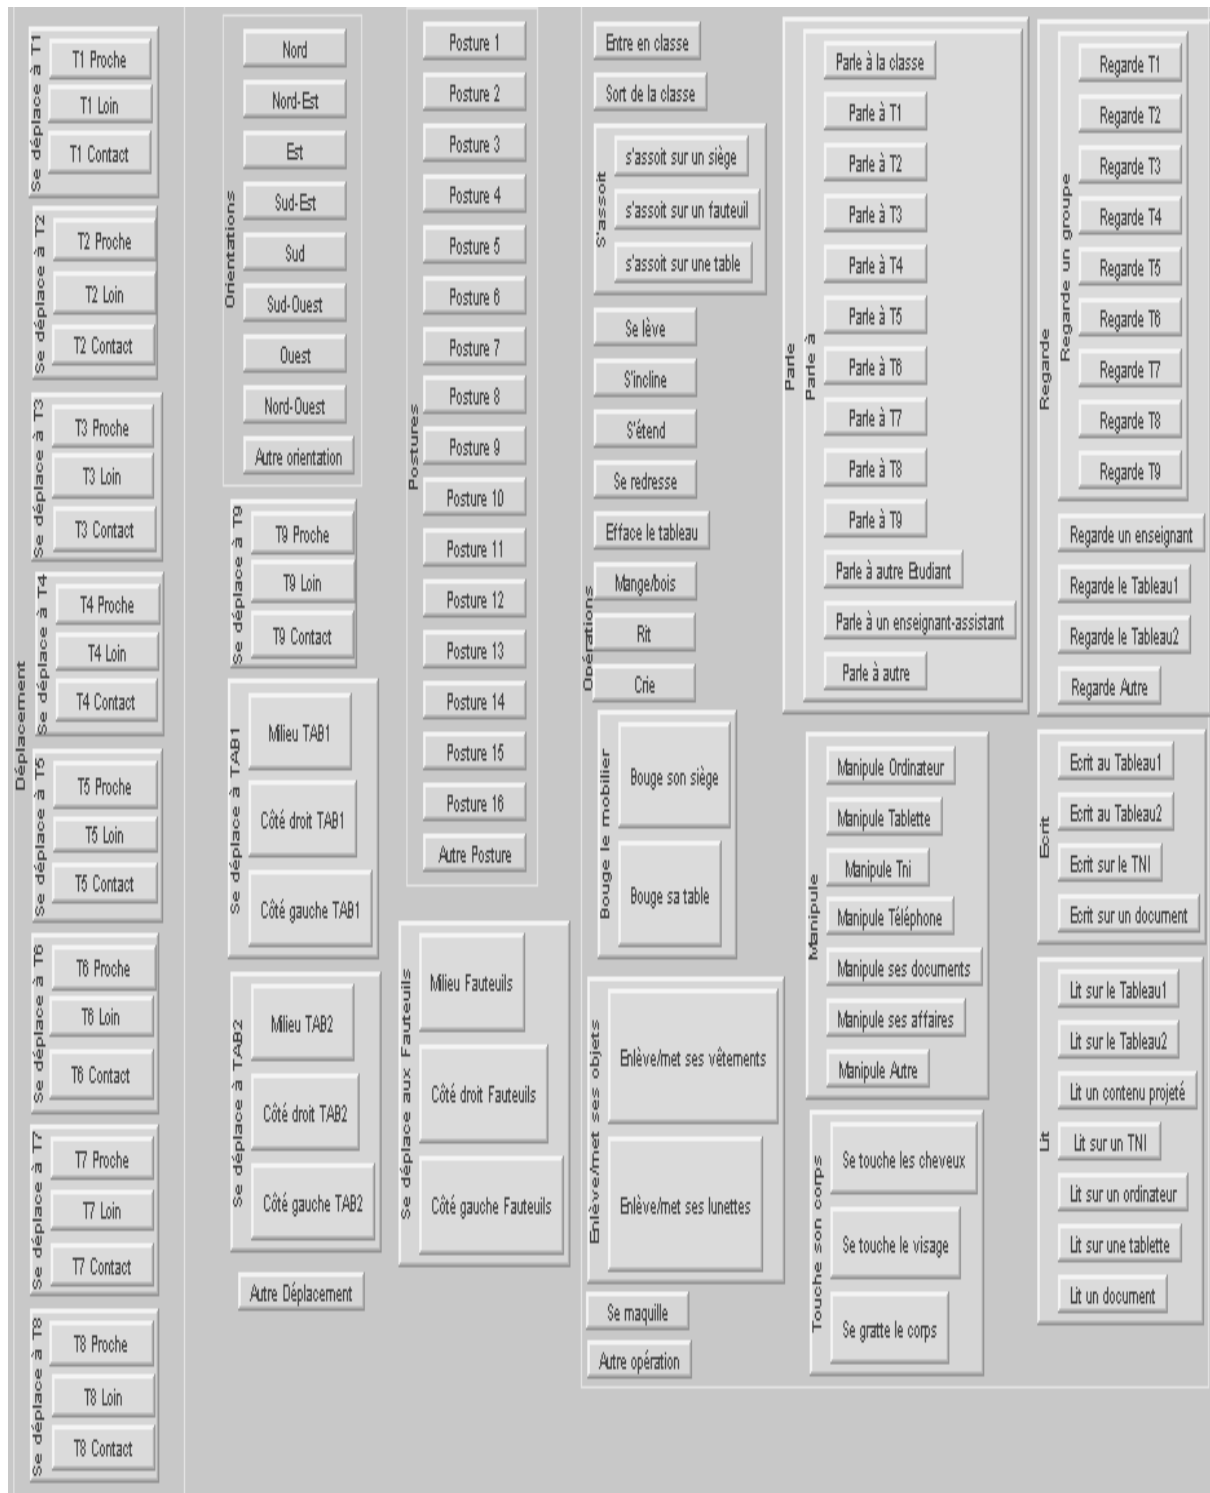 Déplacement
Se déplace à T1
T1 Proche
T1 Loin
T1 Contact
Se déplace à T2
T2 Proche
T2 Loin
T2 Contact
Se déplace à T3
T3 Proche
T3 Loin
T3 Contact
Se déplace à T4
T4 Proche
T4 Loin
T4 Contact
Se déplace à T5
T5 Proche
T5 Loin
T5 Contact
Se déplace à T6
T6 Proche
T6 Loin
T6 Contact
Se déplace à T7
T7 Proche
T7 Loin
T7 Contact
Se déplace à T8
T8 Proche
T8 Loin
T8 Contact
Orientations
Nord
Nord-Est
Est
Sud-Est
Sud
Sud-Ouest
Ouest
Nord-Ouest
Autre orientation
Se déplace à T9
T9 Proche
T9 Loin
T9 Contact
Se déplace à TAB1
Milieu TAB1
Côté droit TAB1
Côté gauche TAB1
Se déplace à TAB2
Milieu TAB2
Côté droit TAB2
Côté gauche TAB2
Autre Déplacement
Postures
Posture 1
Posture 2
Posture 3
Posture 4
Posture 5
Posture 6
Posture 7
Posture 8
Posture 9
Posture 10
Posture 11
Posture 12
Posture 13
Posture 14
Posture 15
Posture 16
Autre Posture
Se déplace aux Fauteuils
Milieu Fauteuils
Côté droit Fauteuils
Côté gauche Fauteuils
Opérations
Entre en classe
Sort de la classe
S'assoit
s'assoit sur un siège
s'assoit sur un fauteuil
s'assoit sur une table
Se lève
S'incline
S'étend
Se redresse
Efface le tableau
Mange/bois
Rit
Crie
Bouge le mobilier
Bouge son siège
Bouge sa table
Enlève/met ses objets
Enlève/met ses vêtements
Enlève/met ses lunettes
Se maquille
Autre opération
Parle
Parle à
Parle à la classe
Parle à T1
Parle à T2
Parle à T3
Parle à T4
Parle à T5
Parle à T6
Parle à T7
Parle à T8
Parle à T9
Parle à autre Etudiant
Parle à un enseignant-assistant
Parle à autre
Manipule
Manipule Ordinateur
Manipule Tablette
Manipule Tni
Manipule Téléphone
Manipule ses documents
Manipule ses affaires
Manipule Autre
Touche son corps
Se touche les cheveux
Se touche le visage
Se gratte le corps
Regarde
Regarde un groupe
Regarde T1
Regarde T2
Regarde T3
Regarde T4
Regarde T5
Regarde T6
Regarde T7
Regarde T8
Regarde T9
Regarde un enseignant
Regarde le Tableau1
Regarde le Tableau2
Regarde Autre
Ecrit
Ecrit au Tableau1
Ecrit au Tableau2
Ecrit sur le TNI
Ecrit sur un document
Lit
Lit sur le Tableau1
Lit sur le Tableau2
Lit un contenu projeté
Lit sur un TNI
Lit sur un ordinateur
Lit sur une tablette
Lit un document